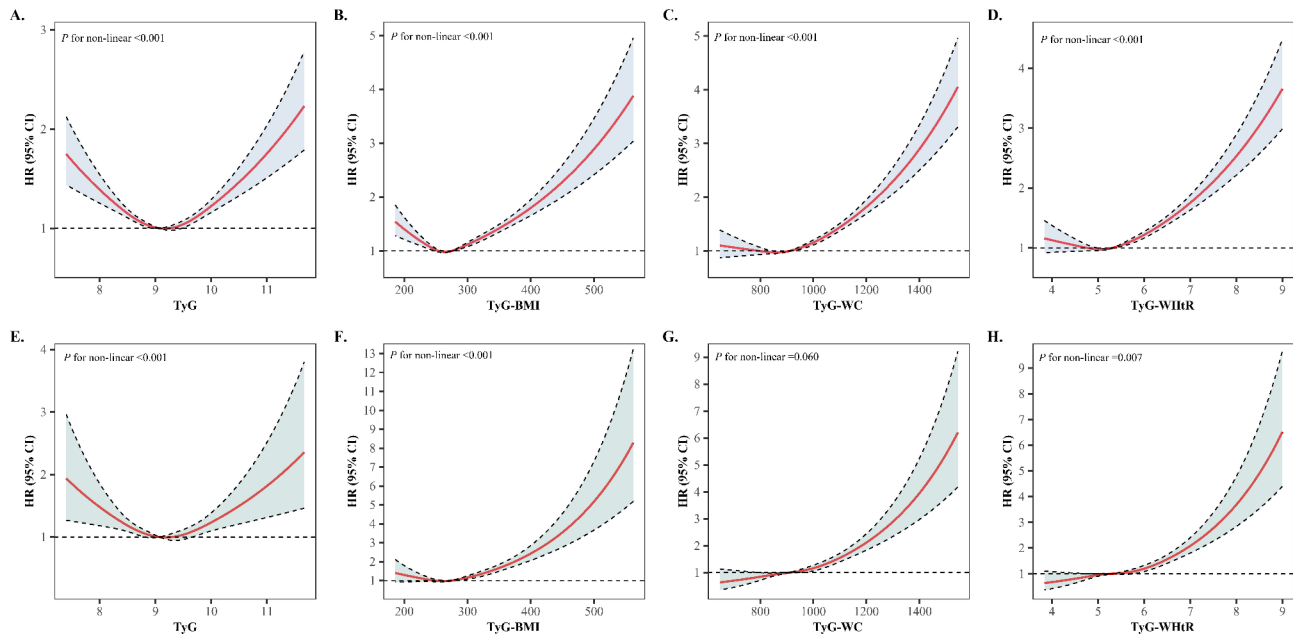 A.
P for non-linear <0.001
HR (95% CI)
3
2
1
8 9 10 11
TyG
B.
P for non-linear <0.001
HR (95% CI)
5
4
3
2
1
200 300 400 500
TyG-BMI
C.
P for non-linear <0.001
HR (95% CI)
5
4
3
2
1
800 1000 1200 1400
TyG-WC
D.
P for non-linear <0.001
HR (95% CI)
4
3
2
1
4 5 6 7 8 9
TyG-WHtR
E.
P for non-linear <0.001
HR (95% CI)
4
3
2
1
8 9 10 11
TyG
F.
P for non-linear <0.001
HR (95% CI)
13
12
11
10
9
8
7
6
5
4
3
2
1
200 300 400 500
TyG-BMI
G.
P for non-linear =0.060
HR (95% CI)
9
8
7
6
5
4
3
2
1
800 1000 1200 1400
TyG-WC
H.
P for non-linear =0.007
HR (95% CI)
9
8
7
6
5
4
3
2
1
4 5 6 7 8 9
TyG-WHtR